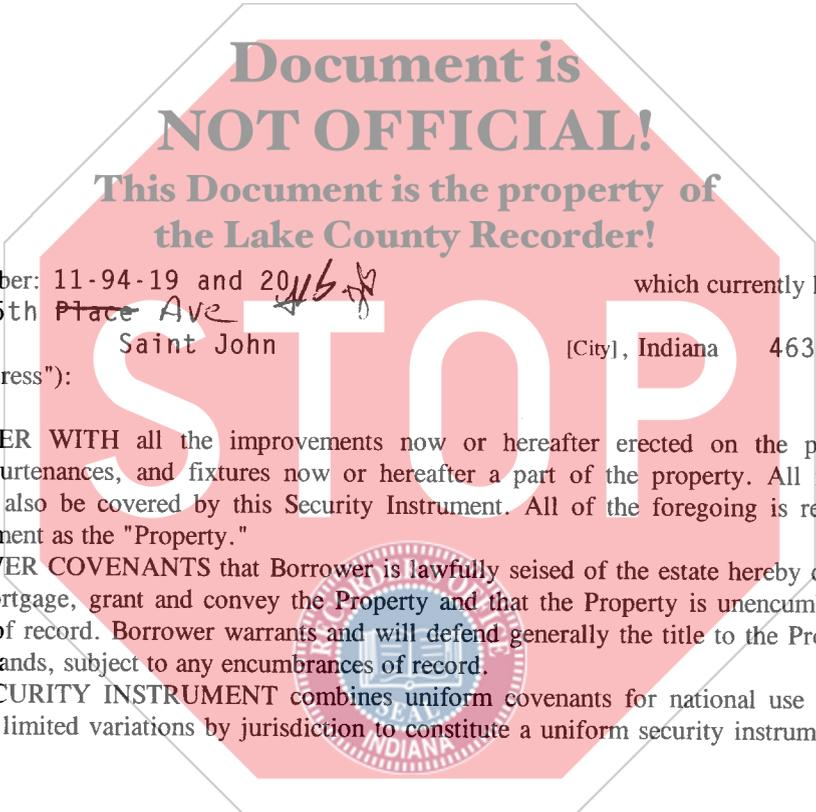 Document is
NOT OFFICIAL!
This Document is the property of
the Lake County Recorder!
ber: 11-94-19 and 20 which currently
5th Place Ave
Saint John [City], Indiana 463
ress"):
STOP
ER WITH all the improvements now or hereafter erected on the p
urtenances, and fixtures now or hereafter a part of the property. All
also be covered by this Security Instrument. All of the foregoing is re
ment as the "Property."
VER COVENANTS that Borrower is lawfully seised of the estate hereby
ortgage, grant and convey the Property and that the Property is unencum
of record. Borrower warrants and will defend generally the title to the Pro
ands, subject to any encumbrances of record.
CURITY INSTRUMENT combines uniform covenants for national use
limited variations by jurisdiction to constitute a uniform security instrum
SEAL
INDIANA